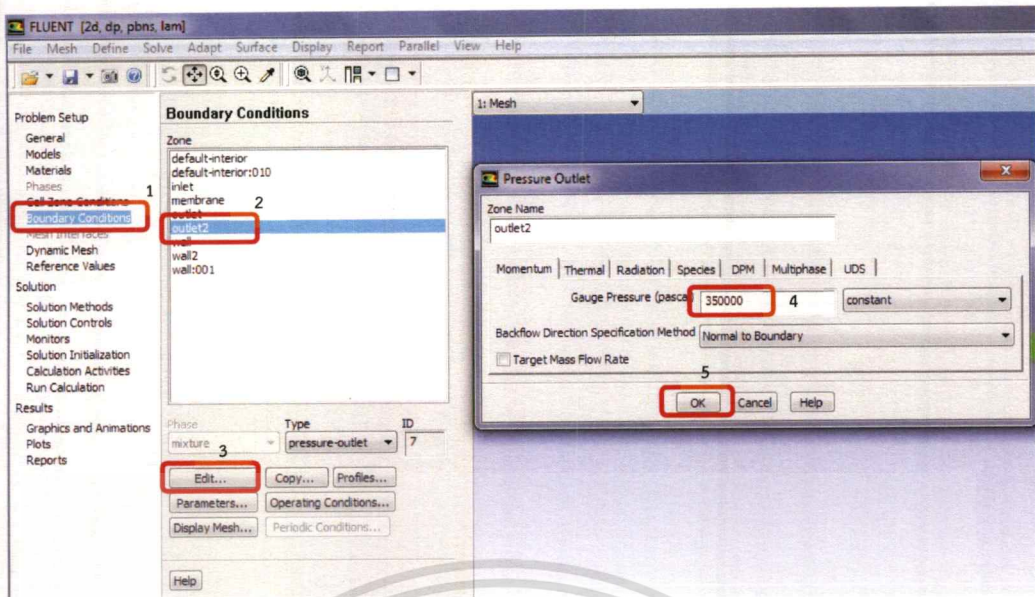 FLUENT [2d, dp, pbns, lam]
File Mesh Define Solve Adapt Surface Display Report Parallel View Help
Problem Setup
General
Models
Materials
Phases
1
Cell Zone Conditions
Boundary Conditions
Mesh Interfaces
Dynamic Mesh
Reference Values
Solution
Solution Methods
Solution Controls
Monitors
Solution Initialization
Calculation Activities
Run Calculation
Results
Graphics and Animations
Plots
Reports
Boundary Conditions
Zone
default-interior
default-interior:010
inlet
membrane
2
outlet
outlet2
wall
wall2
wall:001
Phase Type ID
mixture pressure-outlet 7
3
Edit... Copy... Profiles...
Parameters... Operating Conditions...
Display Mesh... Periodic Conditions...
Help
1: Mesh
Pressure Outlet
Zone Name
outlet2
Momentum Thermal Radiation Species DPM Multiphase UDS
Gauge Pressure (pascal) 350000 4 constant
Backflow Direction Specification Method Normal to Boundary
Target Mass Flow Rate
5
OK Cancel Help